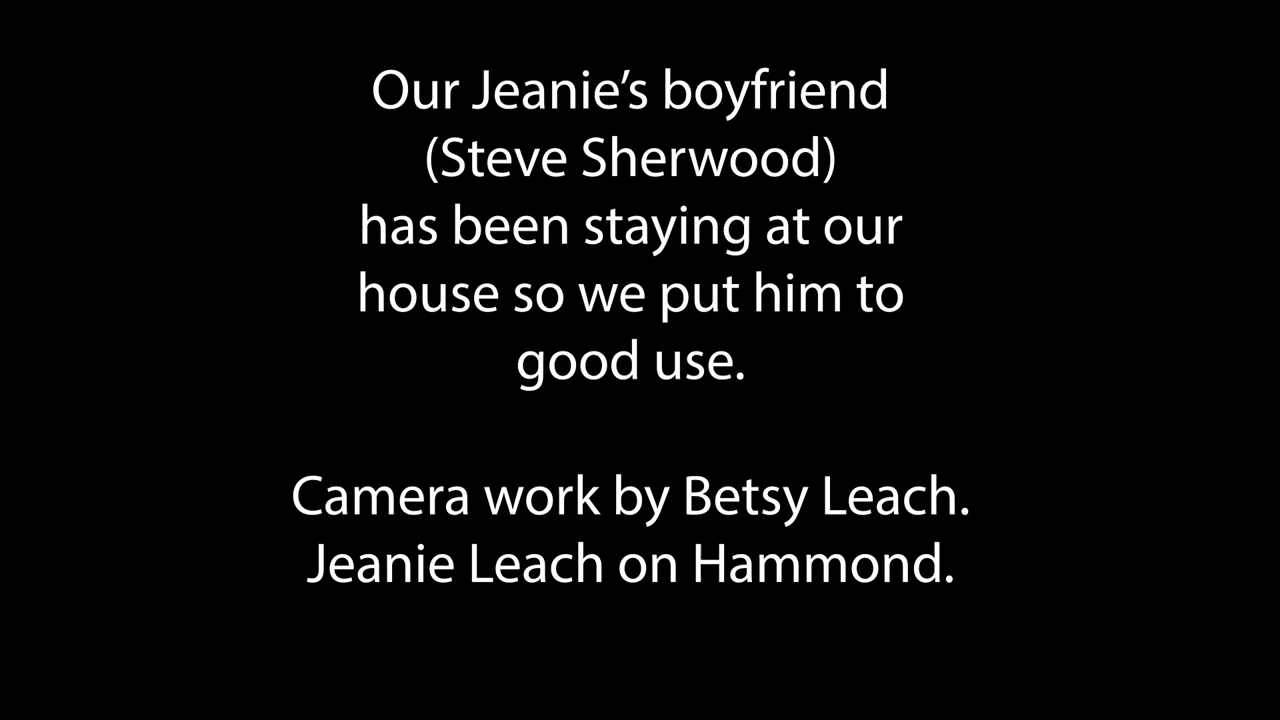 Our Jeanie’s boyfriend
(Steve Sherwood)
has been staying at our
house so we put him to
good use.
Camera work by Betsy Leach.
Jeanie Leach on Hammond.